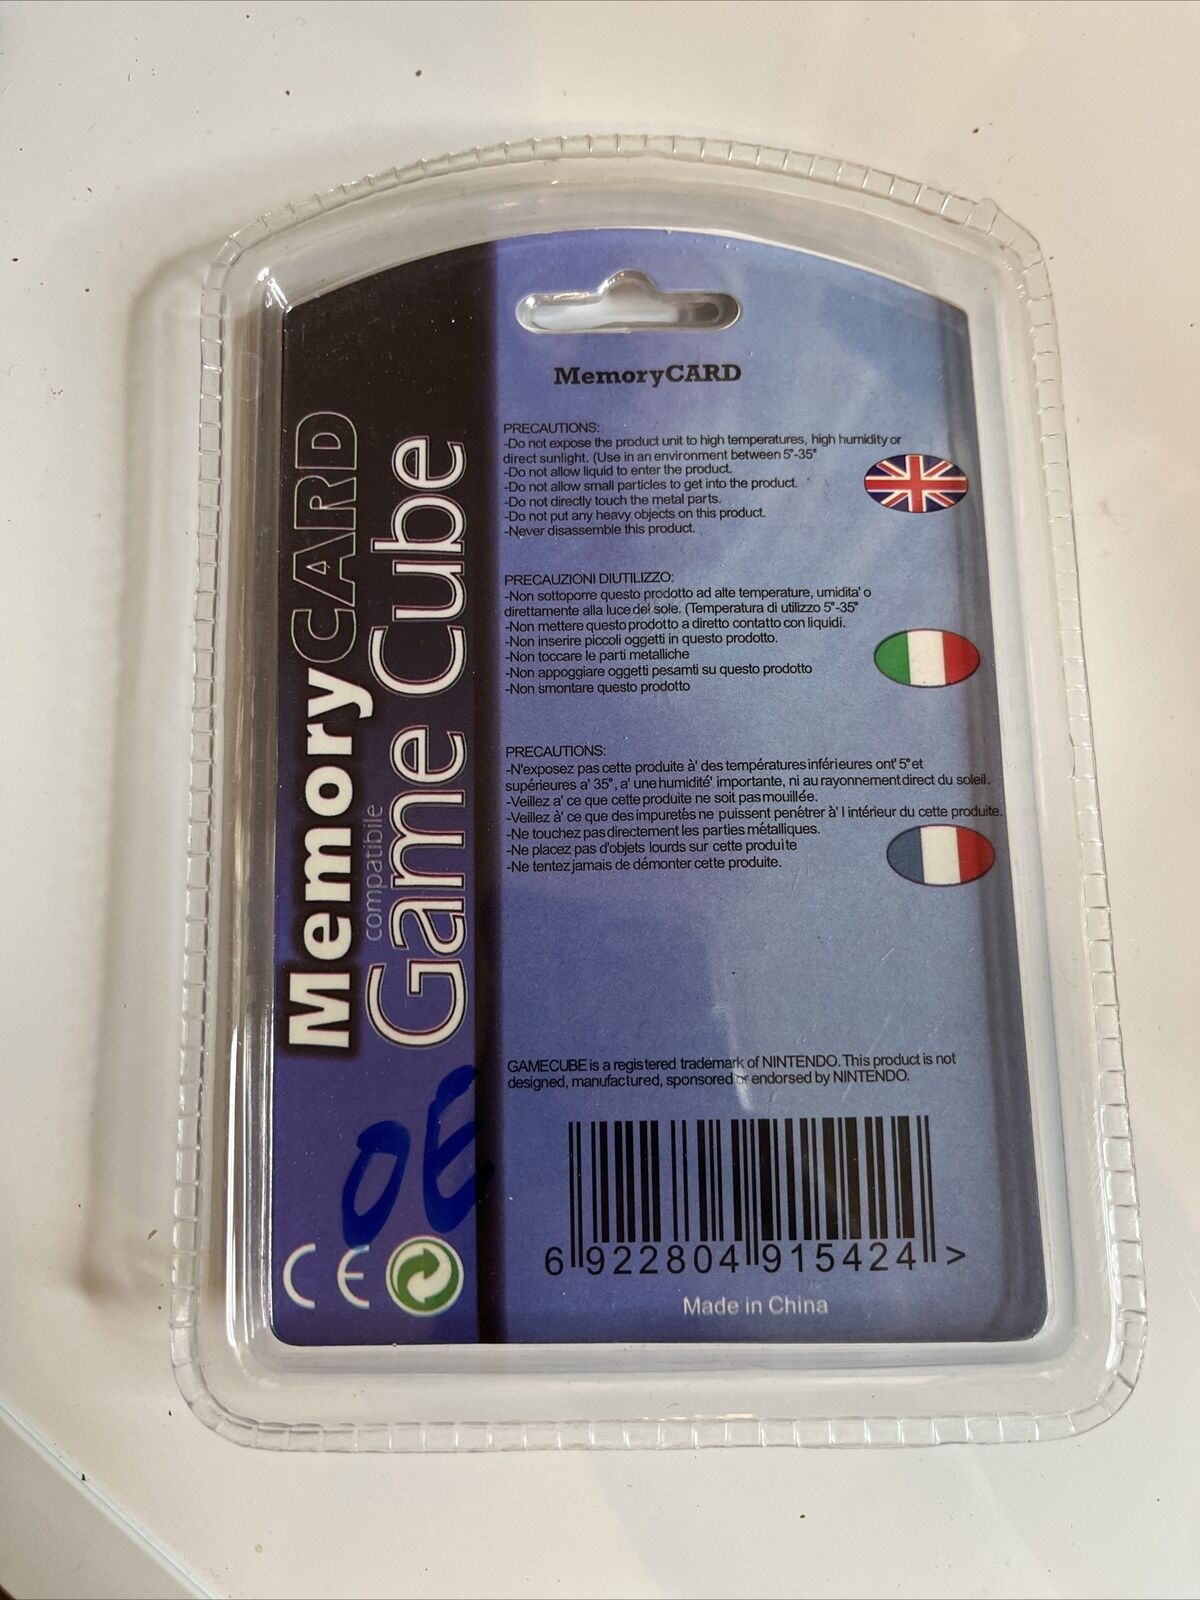 MemoryCARD
compatibile
Game Cube
MemoryCARD
PRECAUTIONS:
-Do not expose the product unit to high temperatures, high humidity or
direct sunlight. (Use in an environment between 5°-35°
-Do not allow liquid to enter the product.
-Do not allow small particles to get into the product.
-Do not directly touch the metal parts.
-Do not put any heavy objects on this product.
-Never disassemble this product.
PRECAUZIONI DIUTILIZZO:
-Non sottoporre questo prodotto ad alte temperature, umidita' o
direttamente alla luce del sole. (Temperatura di utilizzo 5°-35°
-Non mettere questo prodotto a diretto contatto con liquidi.
-Non inserire piccoli oggetti in questo prodotto.
-Non toccare le parti metalliche
-Non appoggiare oggetti pesamti su questo prodotto
-Non smontare questo prodotto
PRECAUTIONS:
-N'exposez pas cette produite à' des températures inférieures ont' 5° et
supérieures a' 35°, a' une humidité' importante, ni au rayonnement direct du soleil.
-Veillez a' ce que cette produite ne soit pas mouillée.
-Veillez à' ce que des impuretés ne puissent penétrer à' l intérieur du cette produite.
-Ne touchez pas directement les parties métalliques.
-Ne placez pas d'objets lourds sur cette produite
-Ne tentez jamais de démonter cette produite.
GAMECUBE is a registered trademark of NINTENDO. This product is not
designed, manufactured, sponsored or endorsed by NINTENDO.
OE
CE
6 922804 915424 >
Made in China